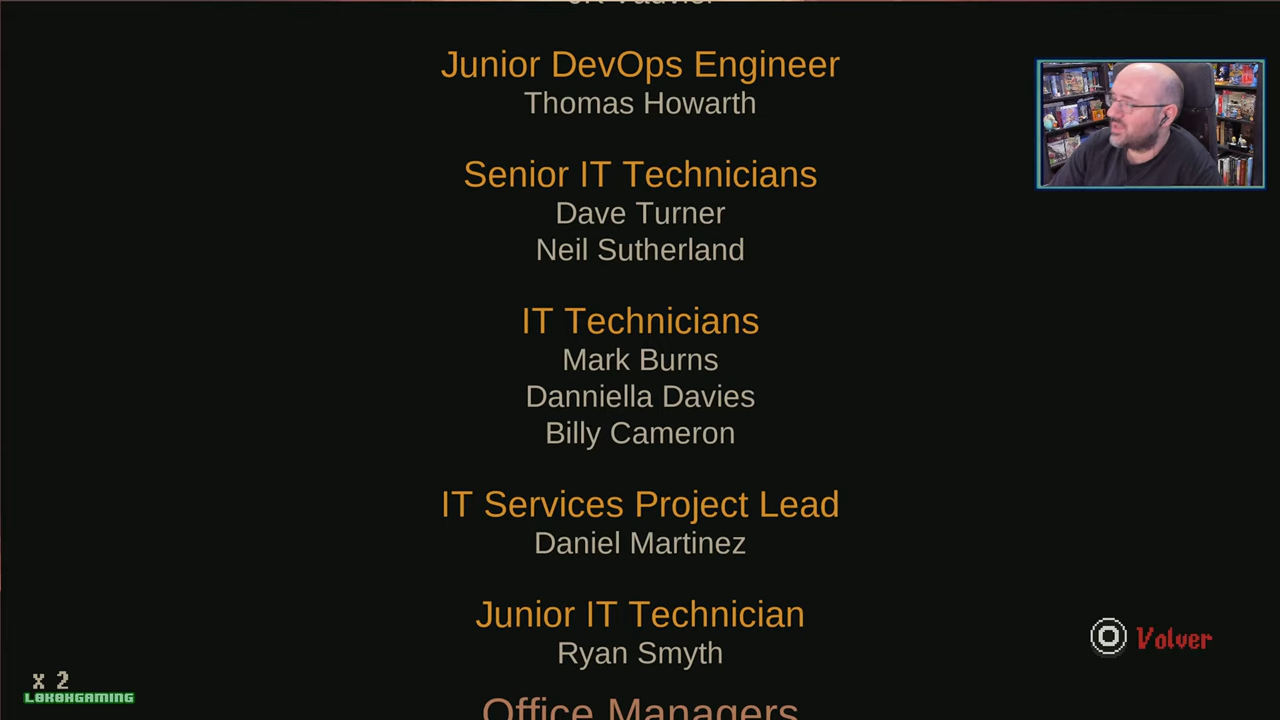 Junior DevOps Engineer
Thomas Howarth
Senior IT Technicians
Dave Turner
Neil Sutherland
IT Technicians
Mark Burns
Danniella Davies
Billy Cameron
IT Services Project Lead
Daniel Martinez
Junior IT Technician
Ryan Smyth
Office Managers
Volver
x 2
L0K0XGAMING